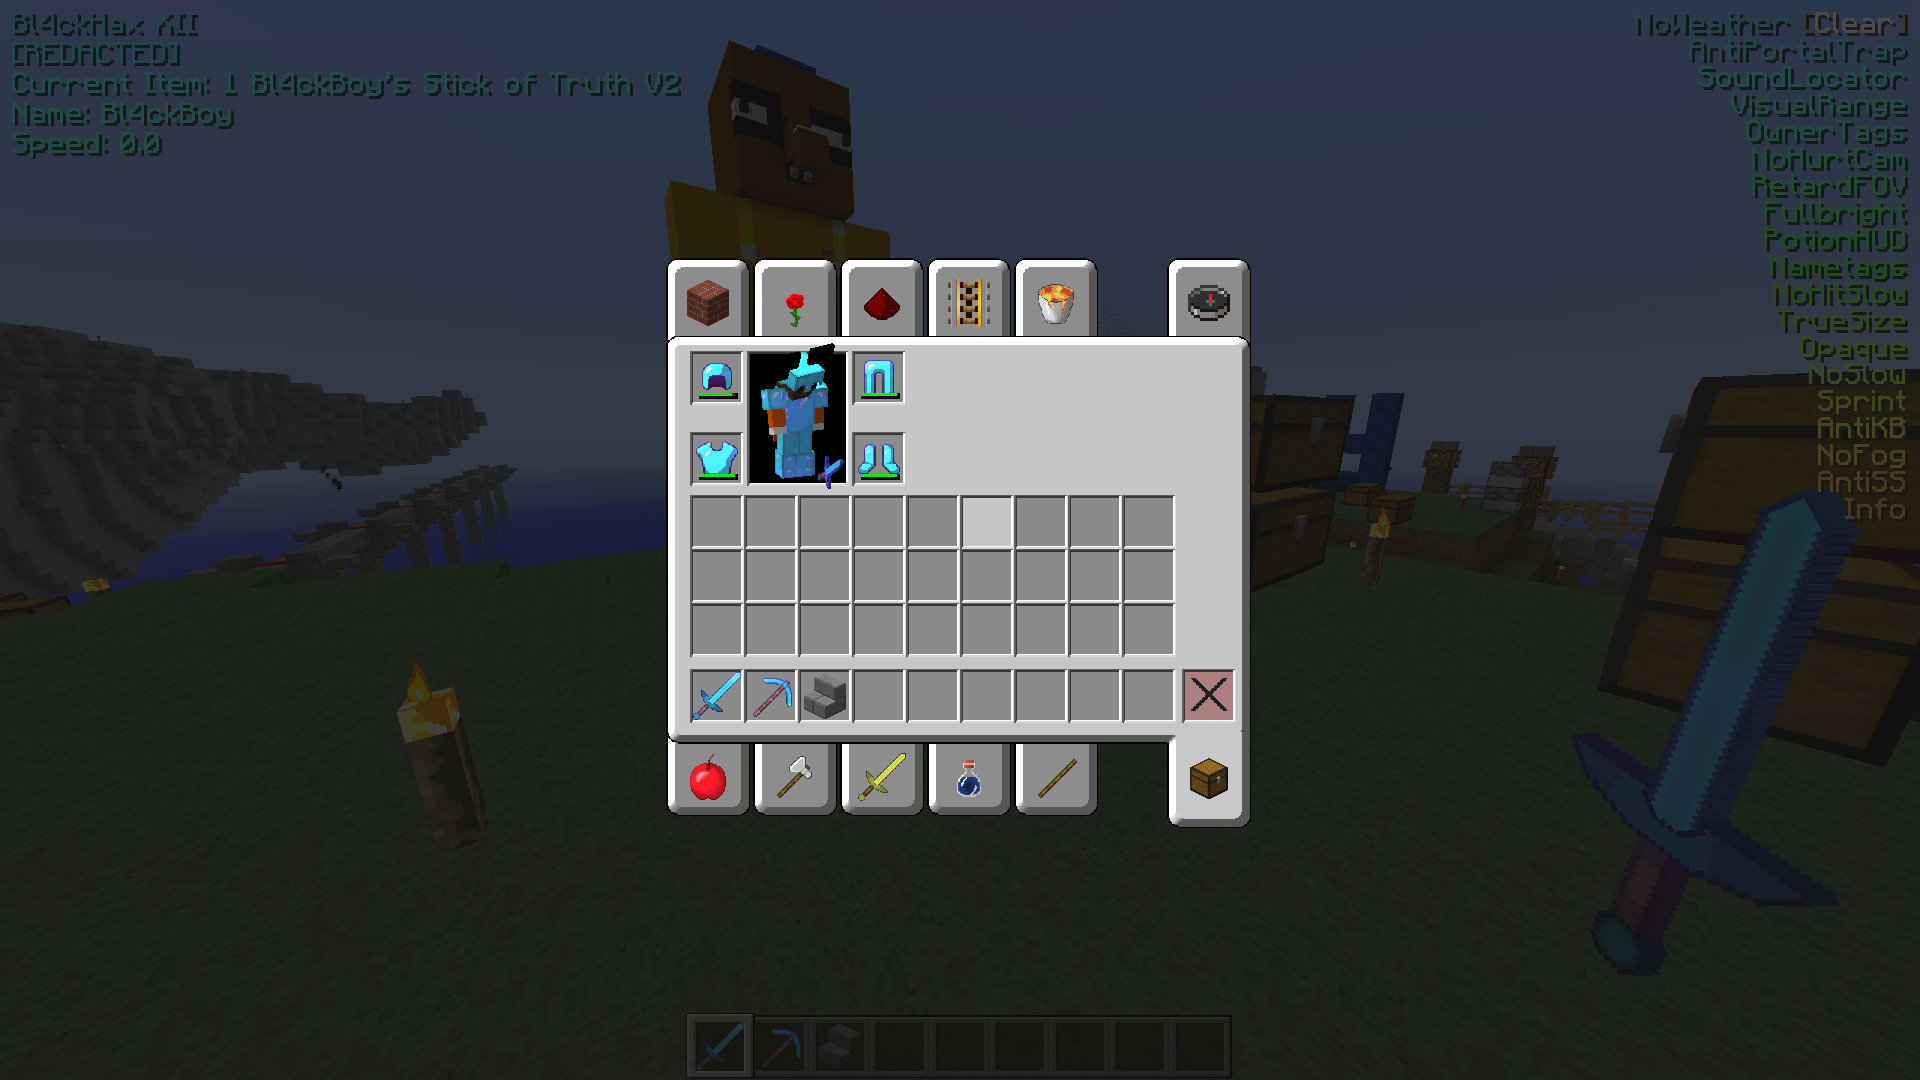 Bl4ckHax XII
[REDACTED]
Current Item: 1 Bl4ckBoy's Stick of Truth V2
Name: Bl4ckBoy
Speed: 0.0
NoWeather [Clear]
AntiPortalTrap
SoundLocator
VisualRange
OwnerTags
NoHurtCam
RetardFOV
Fullbright
PotionHUD
Nametags
NoHitSlow
TrueSize
Opaque
NoSlow
Sprint
AntiKB
NoFog
AntiSS
Info